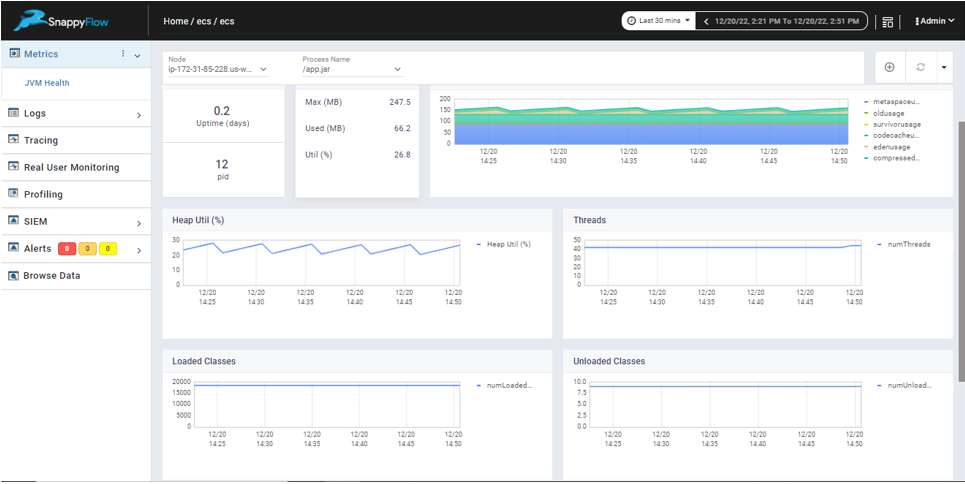 SnappyFlow
Home / ecs / ecs
Last 30 mins
12/20/22, 2:21 PM To 12/20/22, 2:51 PM
Admin
Metrics
JVM Health
Logs
Tracing
Real User Monitoring
Profiling
SIEM
Alerts 0 0 0
Browse Data
Node
ip-172-31-85-228.us-w...
Process Name
/app.jar
0.2
Uptime (days)
12
pid
Max (MB) 247.5
Used (MB) 66.2
Util (%) 26.8
200
150
100
50
0
12/20 12/20 12/20 12/20 12/20 12/20
14:25 14:30 14:35 14:40 14:45 14:50
metaspaceu...
oldusage
survivorusage
codecacheu...
edenusage
compressed...
Heap Util (%)
30
20
10
0
12/20 12/20 12/20 12/20 12/20 12/20
14:25 14:30 14:35 14:40 14:45 14:50
Heap Util (%)
Threads
50
40
30
20
10
0
12/20 12/20 12/20 12/20 12/20 12/20
14:25 14:30 14:35 14:40 14:45 14:50
numThreads
Loaded Classes
20000
15000
10000
5000
0
12/20 12/20 12/20 12/20 12/20 12/20
14:25 14:30 14:35 14:40 14:45 14:50
numLoaded...
Unloaded Classes
10.0
7.5
5.0
2.5
0.0
12/20 12/20 12/20 12/20 12/20 12/20
14:25 14:30 14:35 14:40 14:45 14:50
numUnload...